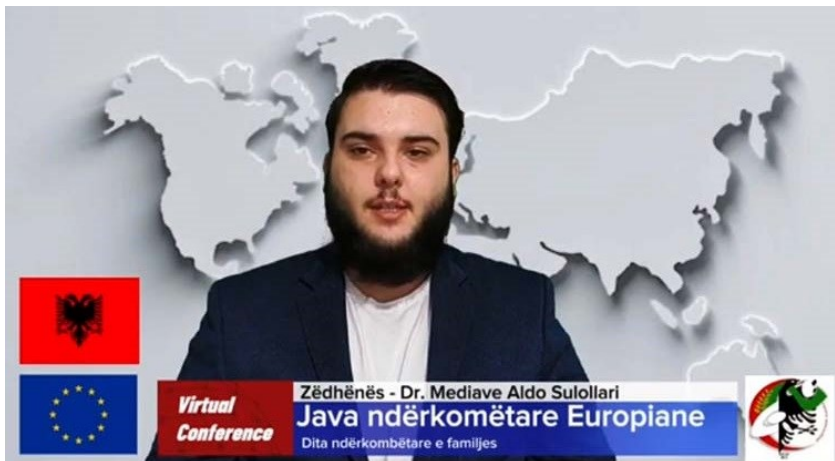 Zëdhënës - Dr. Mediave Aldo Sulollari
Virtual
Conference
Java ndërkomëtare Europiane
Dita ndërkombëtare e familjes